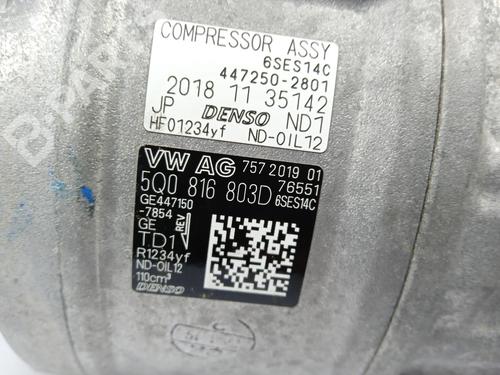 COMPRESSOR ASSY
6SES14C
447250-2801
2018 11 35142
JP DENSO ND1
HF01234yf ND-OIL12
VW AG 757 2019 01
5Q0 816 803D 76551
6SES14C
GE447150
-7854
GE REV
TD1
R1234yf
ND-OIL12
110cm³
DENSO